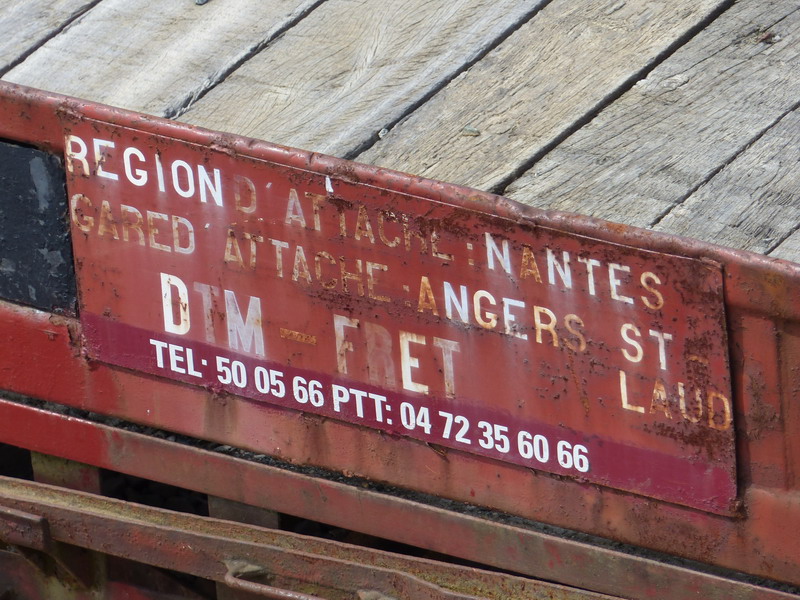 REGION D'ATTACHE: NANTES
GARE D'ATTACHE: ANGERS ST-
LAUD
DTM - FRET
TEL. 50 05 66 PTT: 04 72 35 60 66